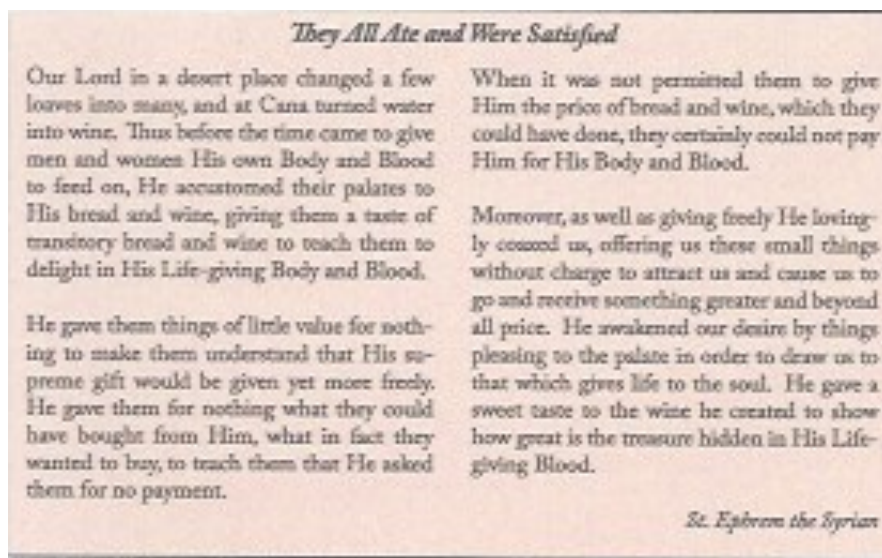 They All Ate and Were Satisfied
Our Lord in a desert place changed a few
loaves into many, and at Cana turned water
into wine. Thus before the time came to give
men and women His own Body and Blood
to feed on, He accustomed their palates to
His bread and wine, giving them a taste of
transitory bread and wine to teach them to
delight in His Life-giving Body and Blood.
He gave them things of little value for noth-
ing to make them understand that His su-
preme gift would be given yet more freely.
He gave them for nothing what they could
have bought from Him, what in fact they
wanted to buy, to teach them that He asked
them for no payment.
When it was not permitted them to give
Him the price of bread and wine, which they
could have done, they certainly could not pay
Him for His Body and Blood.
Moreover, as well as giving freely He loving-
ly coaxed us, offering us these small things
without charge to attract us and cause us to
go and receive something greater and beyond
all price. He awakened our desire by things
pleasing to the palate in order to draw us to
that which gives life to the soul. He gave a
sweet taste to the wine he created to show
how great is the treasure hidden in His Life-
giving Blood.
St. Ephrem the Syrian